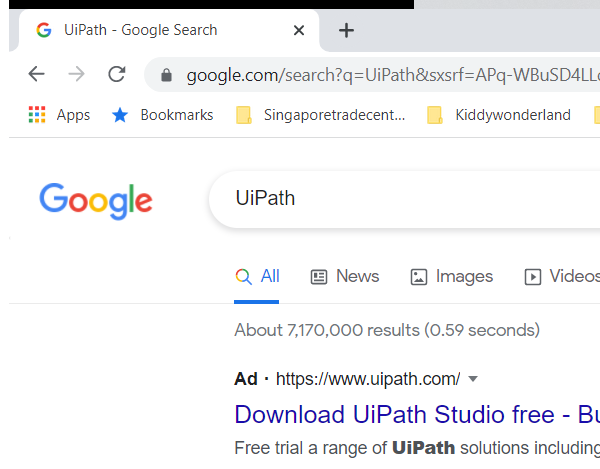 UiPath - Google Search
google.com/search?q=UiPath&sxsrf=APq-WBuSD4LL
Apps Bookmarks Singaporetradecent... Kiddywonderland
Google UiPath
All News Images Videos
About 7,170,000 results (0.59 seconds)
Ad · https://www.uipath.com/
Download UiPath Studio free - Bu
Free trial a range of UiPath solutions including